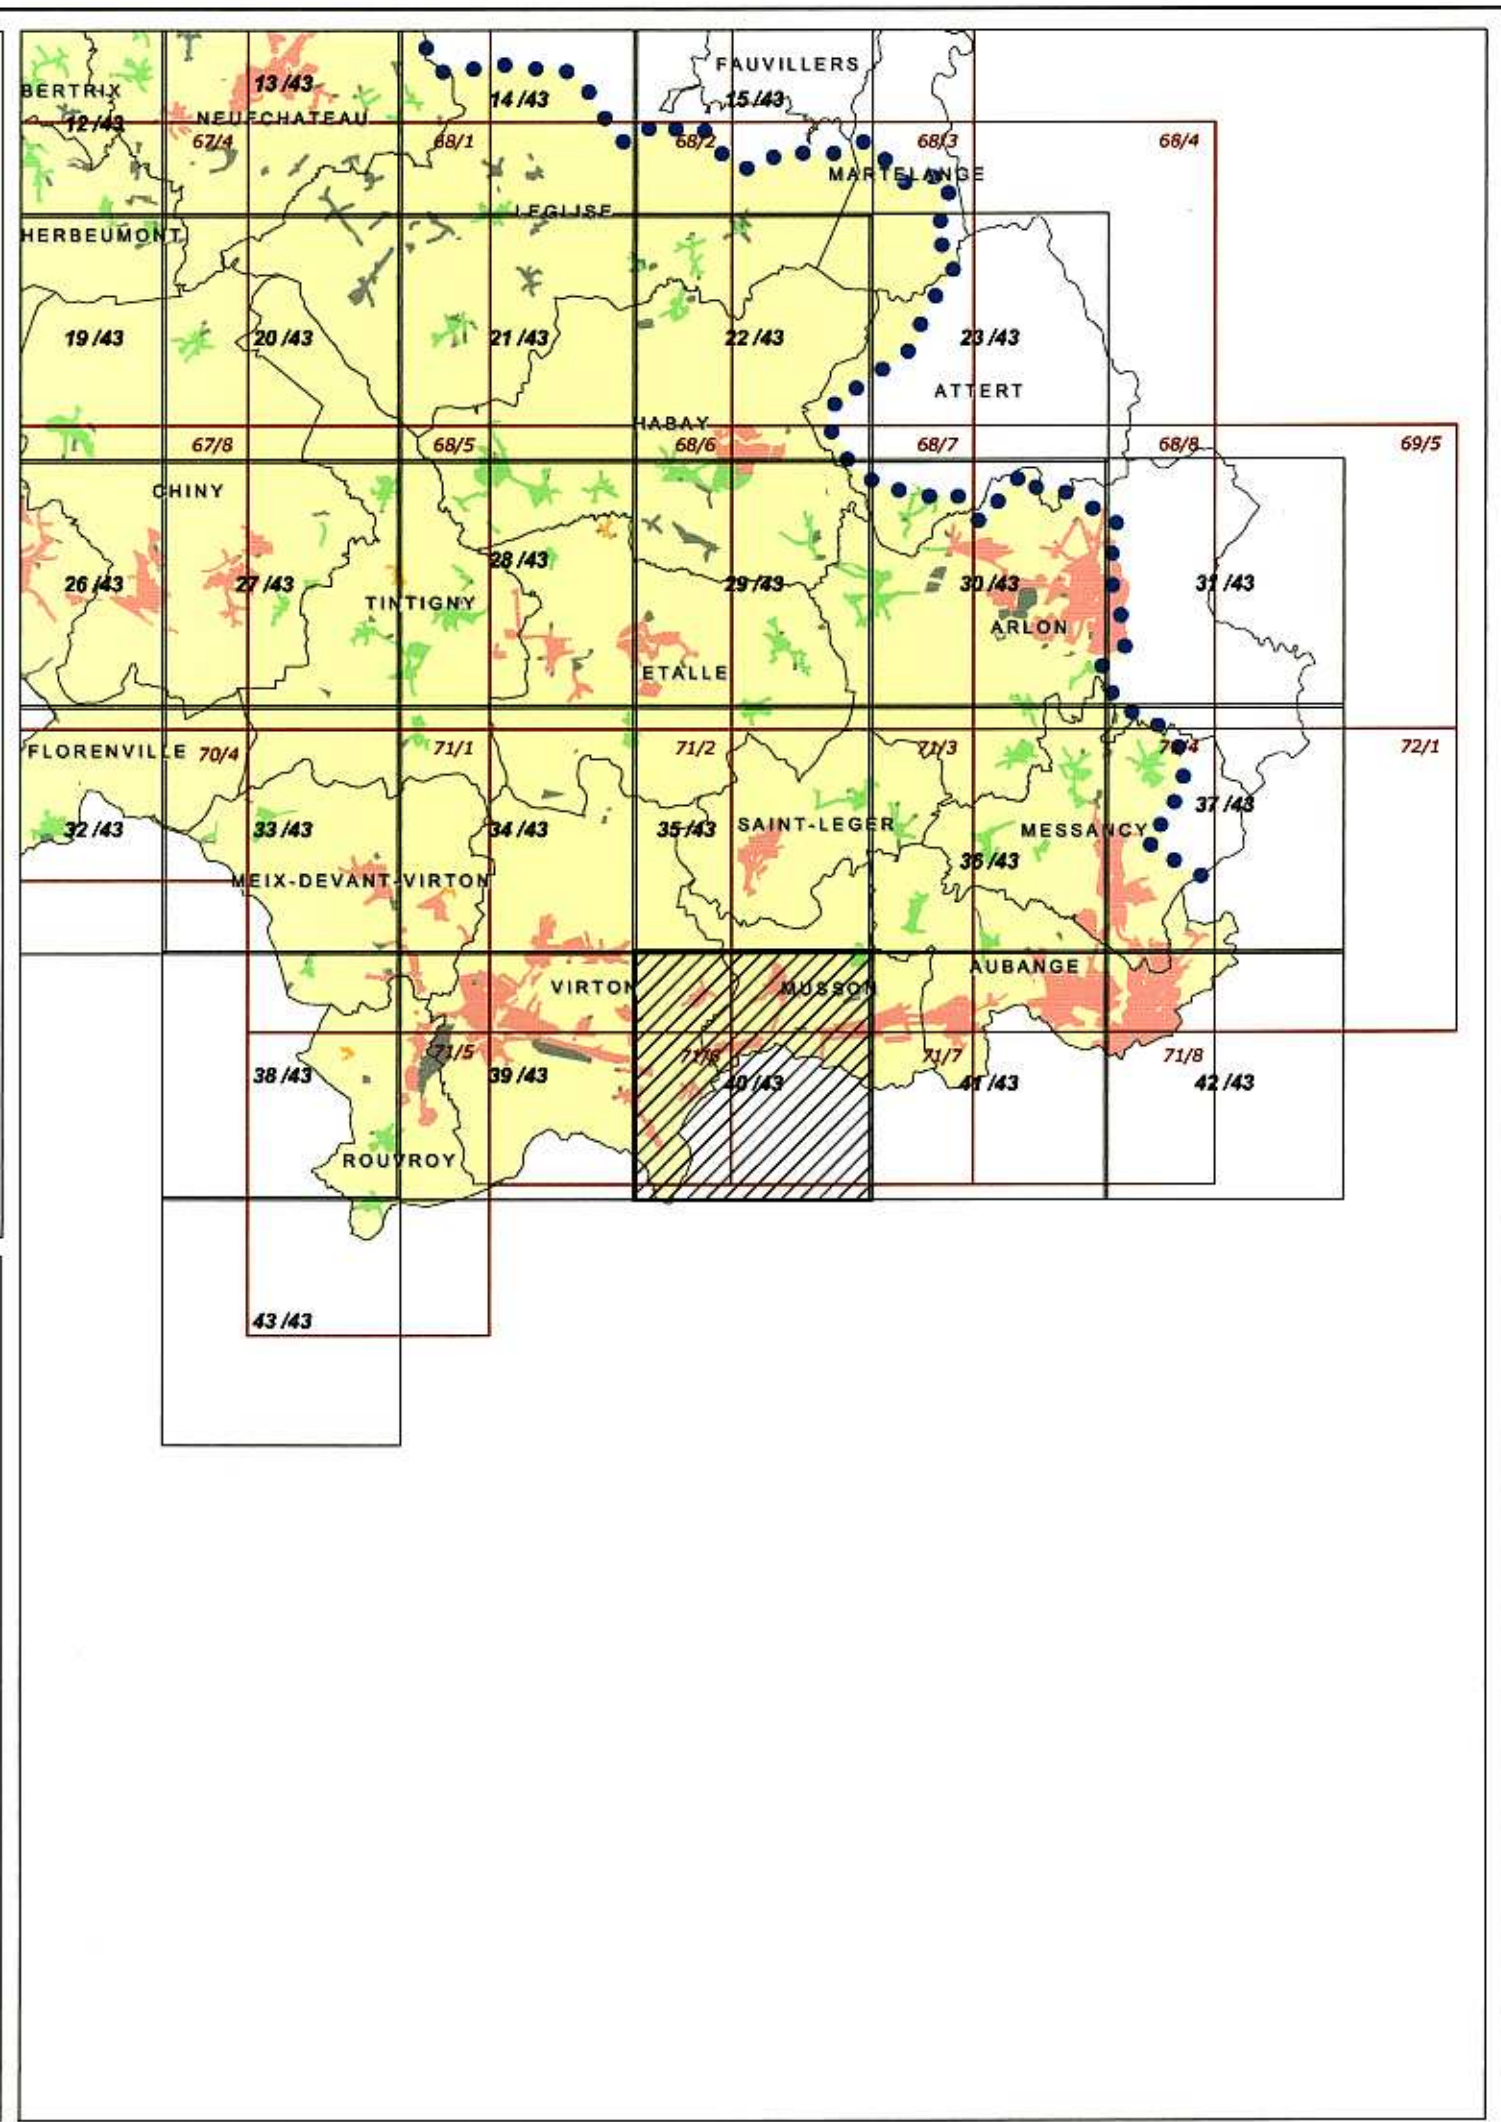 FAUVILLERS
13 /43
BERTRIX
14 /43
15 /43
NEUFCHATEAU
12 /43
67/4
68/1
68/2
68/3
68/4
MARTELANGE
LEGLISE
HERBEUMONT
19 /43
20 /43
21 /43
22 /43
23 /43
ATTERT
HABAY
67/8
68/5
68/6
68/7
68/8
69/5
CHINY
28 /43
26 /43
27 /43
29 /43
30 /43
31 /43
TINTIGNY
ARLON
ETALLE
FLORENVILLE
70/4
71/1
71/2
71/3
71/4
72/1
37 /43
32 /43
33 /43
34 /43
35 /43
SAINT-LEGER
MESSANCY
36 /43
MEIX-DEVANT-VIRTON
AUBANGE
VIRTON
MUSSON
71/5
71/6
71/7
71/8
38 /43
39 /43
40 /43
41 /43
42 /43
ROUVROY
43 /43